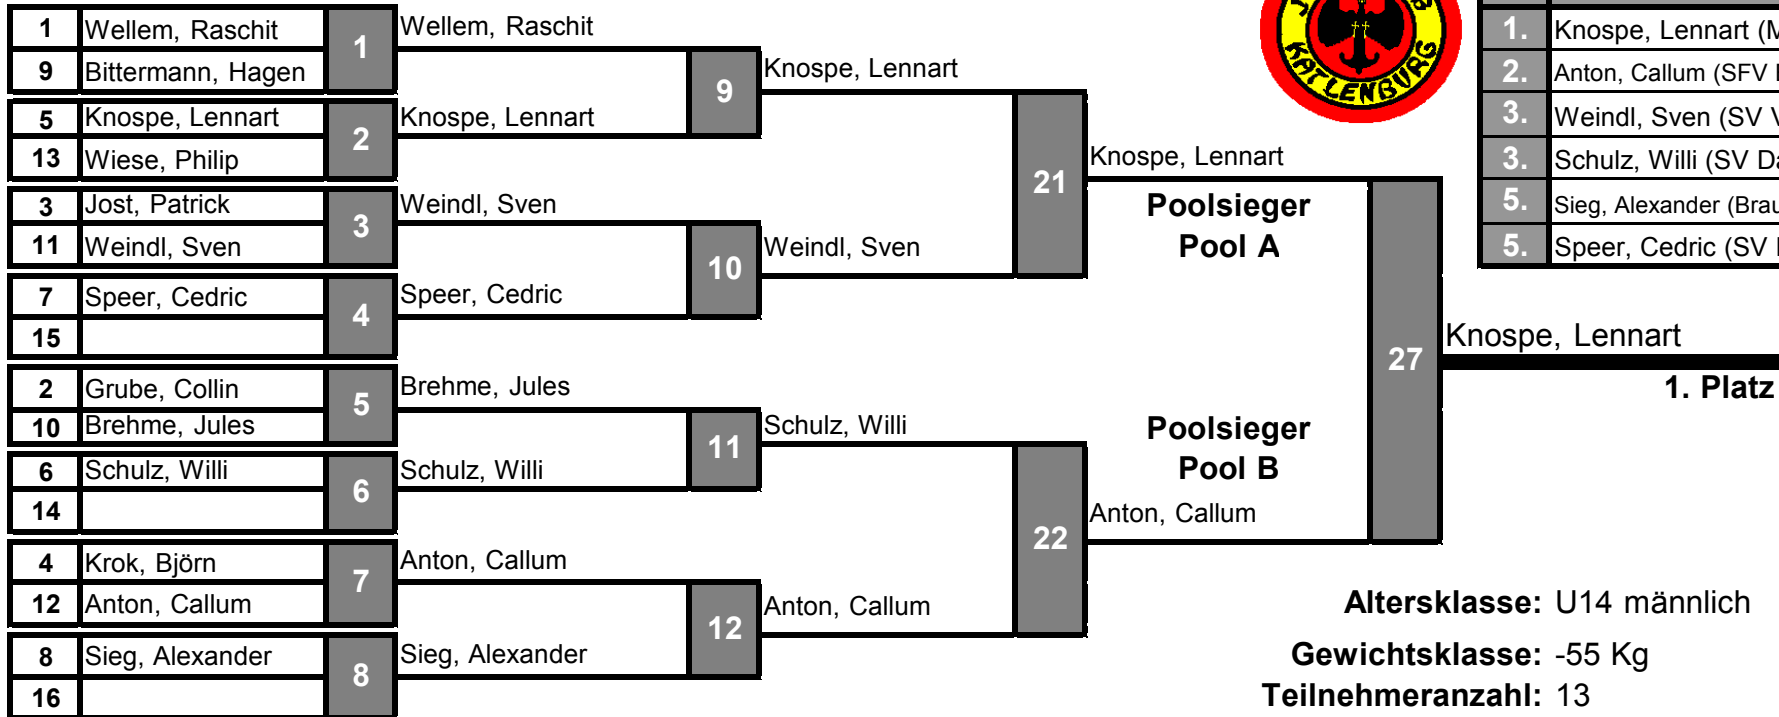 1 Wellem, Raschit 1 Wellem, Raschit
9 Bittermann, Hagen
9 Knospe, Lennart
5 Knospe, Lennart 2 Knospe, Lennart
13 Wiese, Philip
21 Knospe, Lennart
3 Jost, Patrick 3 Weindl, Sven
11 Weindl, Sven
10 Weindl, Sven
7 Speer, Cedric 4 Speer, Cedric
15
Poolsieger
Pool A
27 Knospe, Lennart
1. Platz
2 Grube, Collin 5 Brehme, Jules
10 Brehme, Jules
11 Schulz, Willi
6 Schulz, Willi 6 Schulz, Willi
14
Poolsieger
Pool B
22 Anton, Callum
4 Krok, Björn 7 Anton, Callum
12 Anton, Callum
12 Anton, Callum
8 Sieg, Alexander 8 Sieg, Alexander
16
KATLENBURG
1. Knospe, Lennart
2. Anton, Callum (SFV
3. Weindl, Sven (SV
3. Schulz, Willi (SV
5. Sieg, Alexander
5. Speer, Cedric (SV
Altersklasse: U14 männlich
Gewichtsklasse: -55 Kg
Teilnehmeranzahl: 13